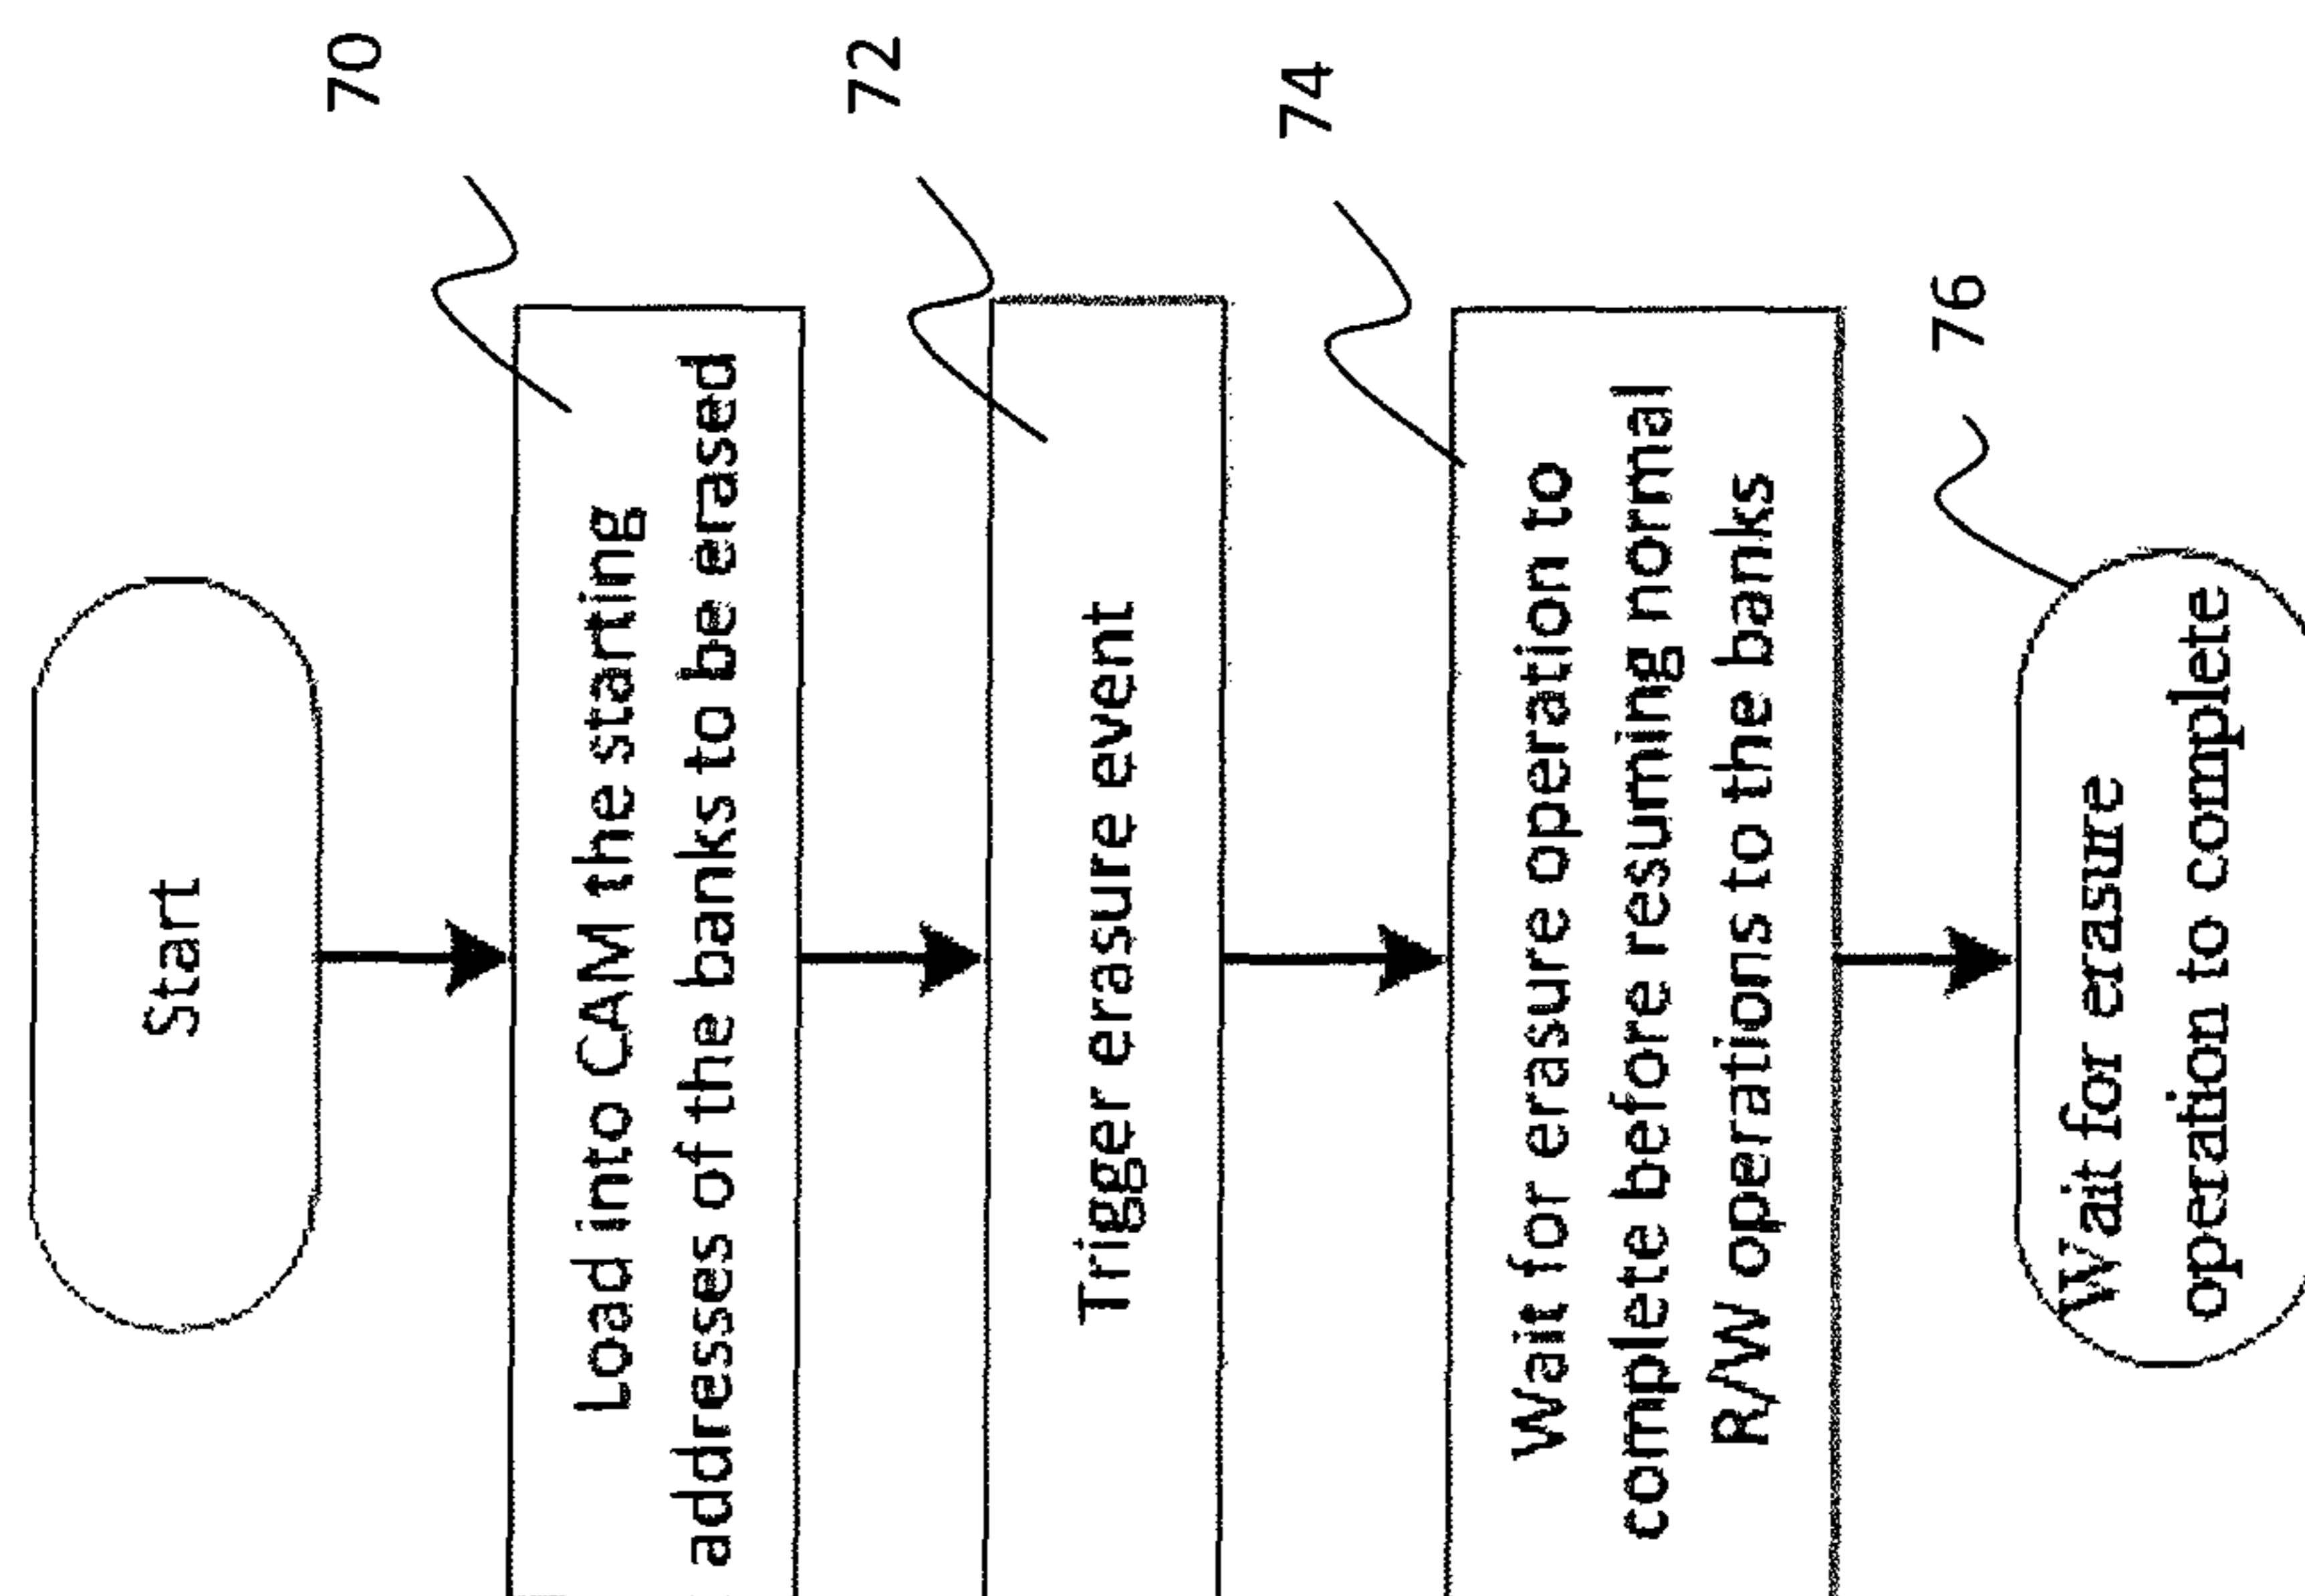 Start
70
Load into CAM the starting
addresses of the banks to be erased
72
Trigger erasure event
74
Wait for erasure operation to
complete before resuming normal
R/W operations to the banks
76
Wait for erasure
operation to complete